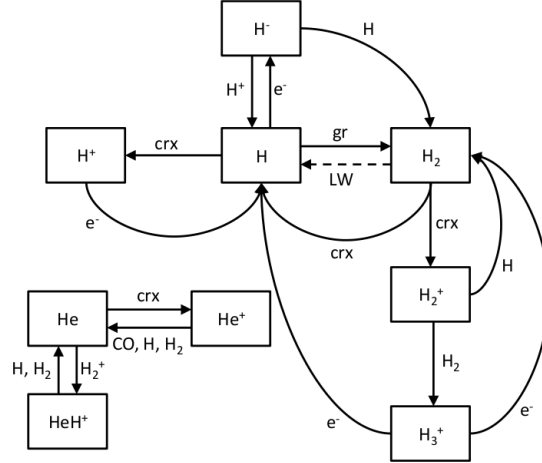 H⁻
H
H⁺
e⁻
H⁺
crx
H
gr
H₂
LW
e⁻
crx
crx
H₂⁺
H
He
crx
He⁺
CO, H, H₂
H, H₂
H₂⁺
H₂
HeH⁺
e⁻
H₃⁺
e⁻